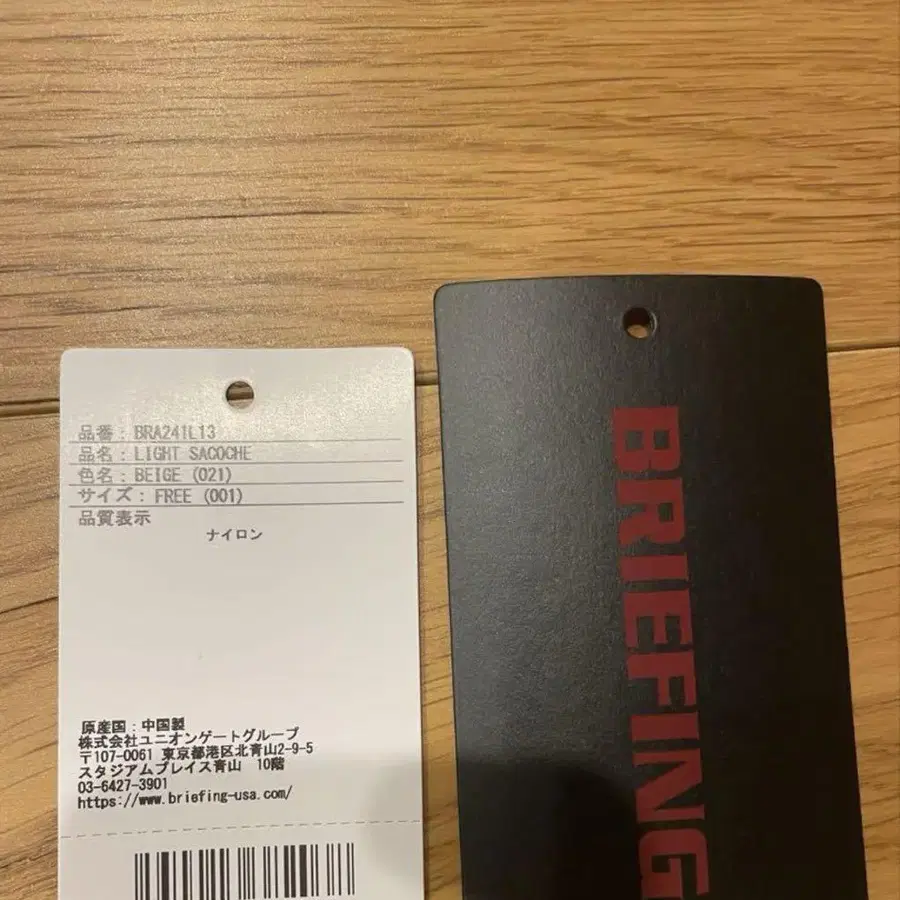 品番：BRA241L13
品名：LIGHT SACOCHE
色名：BEIGE (021)
サイズ：FREE (001)
品質表示
ナイロン
原産国：中国製
株式会社ユニオンゲートグループ
〒107-0061 東京都港区北青山2-9-5
スタジアムプレイス青山　10階
03-6427-3901
https://www.briefing-usa.com/
BRIEFING